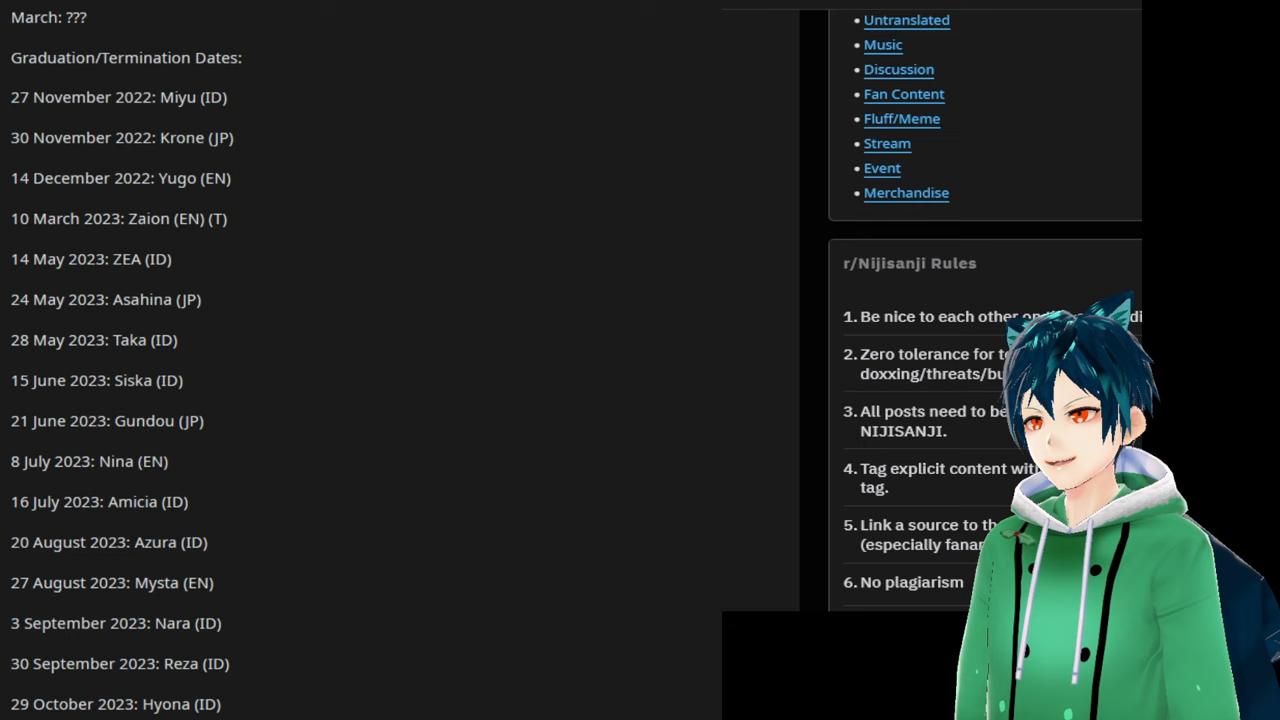 March: ???
Graduation/Termination Dates:
27 November 2022: Miyu (ID)
30 November 2022: Krone (JP)
14 December 2022: Yugo (EN)
10 March 2023: Zaion (EN) (T)
14 May 2023: ZEA (ID)
24 May 2023: Asahina (JP)
28 May 2023: Taka (ID)
15 June 2023: Siska (ID)
21 June 2023: Gundou (JP)
8 July 2023: Nina (EN)
16 July 2023: Amicia (ID)
20 August 2023: Azura (ID)
27 August 2023: Mysta (EN)
3 September 2023: Nara (ID)
30 September 2023: Reza (ID)
29 October 2023: Hyona (ID)
• Untranslated
• Music
• Discussion
• Fan Content
• Fluff/Meme
• Stream
• Event
• Merchandise
r/Nijisanji Rules
1. Be nice to each other
2. Zero tolerance for
doxxing/threats/bu
3. All posts need to be
NIJISANJI.
4. Tag explicit content with
tag.
5. Link a source to
(especially
6. No plagiarism